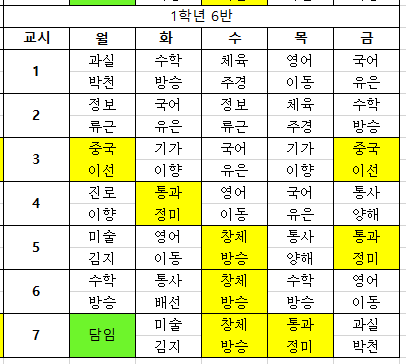 1학년 6반
교시 월 화 수 목 금
1 과실 수학 체육 영어 국어
박천 방승 주경 이동 유은
2 정보 국어 정보 체육 수학
류근 유은 류근 주경 방승
3 중국 기가 국어 기가 중국
이선 이향 유은 이향 이선
4 진로 통과 영어 국어 통사
이향 정미 이동 유은 양해
5 미술 영어 창체 통사 통과
김지 이동 방승 양해 정미
6 수학 통사 창체 수학 영어
방승 배선 방승 방승 이동
7 담임 미술 창체 통과 과실
김지 방승 정미 박천